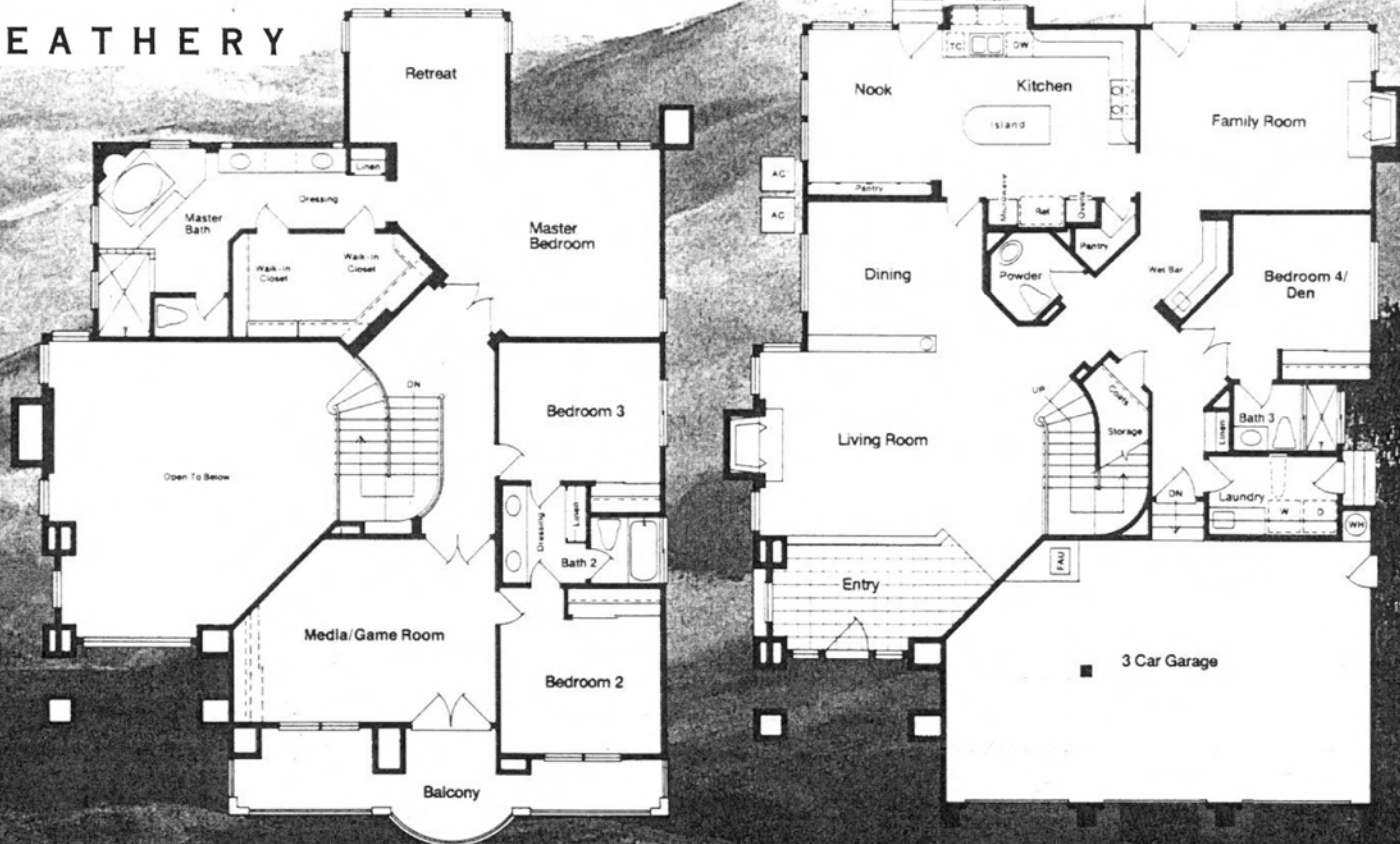 EATHERY
Retreat
Linen
Dressing
Master
Bath
Master
Bedroom
Walk-In
Closet
Walk-In
Closet
DN
Bedroom 3
Open To Below
Dressing
Linen
Bath 2
Media/Game Room
Bedroom 2
Balcony
TC
DW
Nook
Kitchen
Island
Family Room
AC
AC
Pantry
Microwave
Ref
Ovens
Pantry
Powder
Dining
Wet Bar
Bedroom 4/
Den
UP
Coats
Storage
Living Room
Linen
Bath 3
DN
Laundry
W
D
WH
FAU
Entry
3 Car Garage